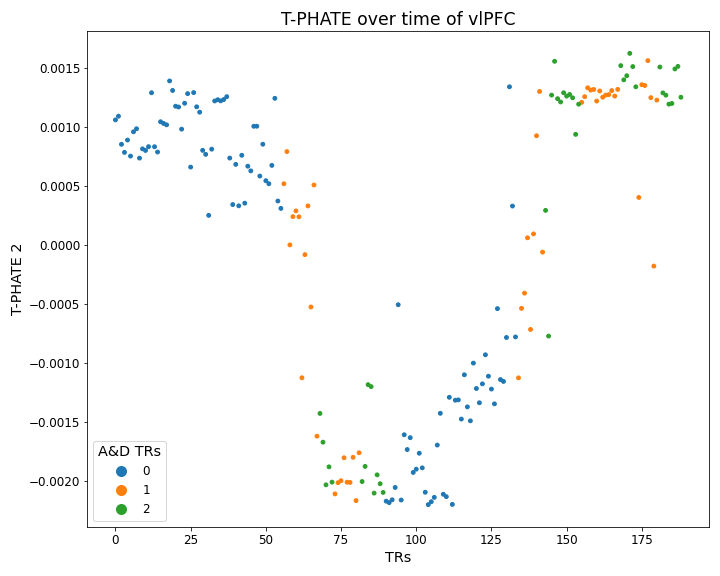 T-PHATE over time of vlPFC
T-PHATE 2
0.0015
0.0010
0.0005
0.0000
−0.0005
−0.0010
−0.0015
−0.0020
A&D TRs
0
1
2
0 25 50 75 100 125 150 175
TRs